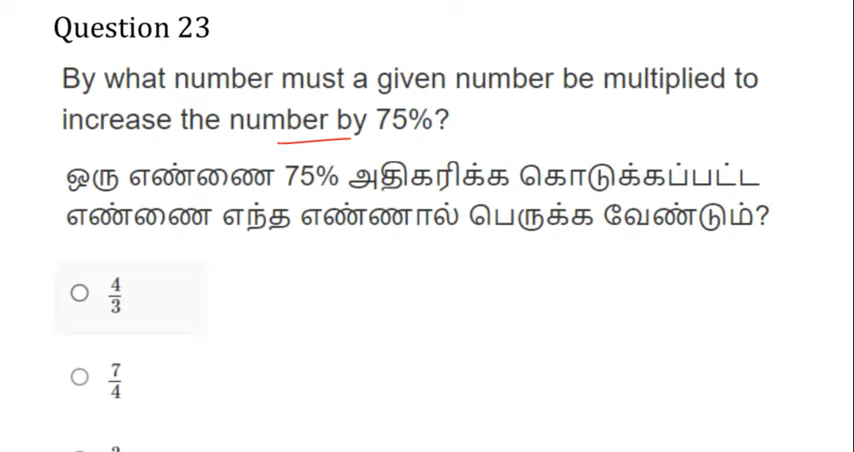 Question 23
By what number must a given number be multiplied to
increase the number by 75%?
ஒரு எண்ணை 75% அதிகரிக்க கொடுக்கப்பட்ட
எண்ணை எந்த எண்ணால் பெருக்க வேண்டும்?
4/3
7/4